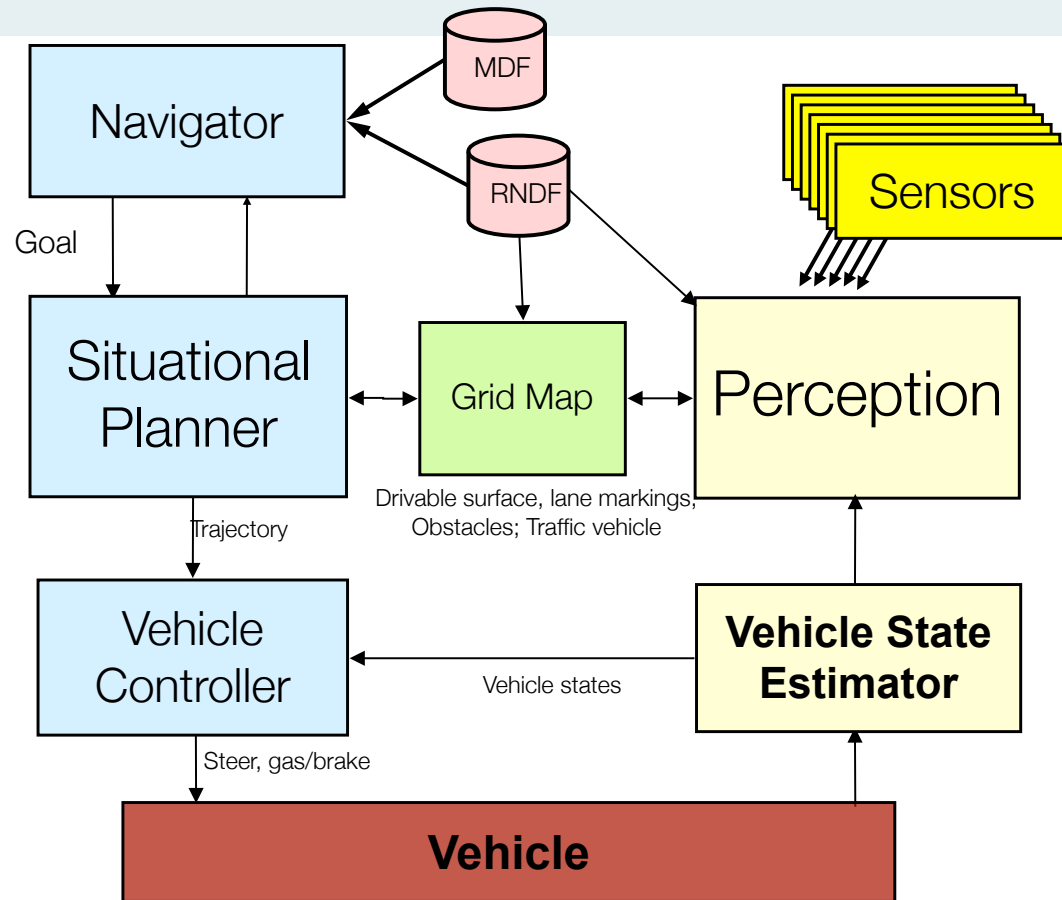 MDF
Navigator
RNDF
Sensors
Goal
Situational
Planner
Grid Map
Perception
Drivable surface, lane markings,
Obstacles; Traffic vehicle
Trajectory
Vehicle
Controller
Vehicle State
Estimator
Vehicle states
Steer, gas/brake
Vehicle